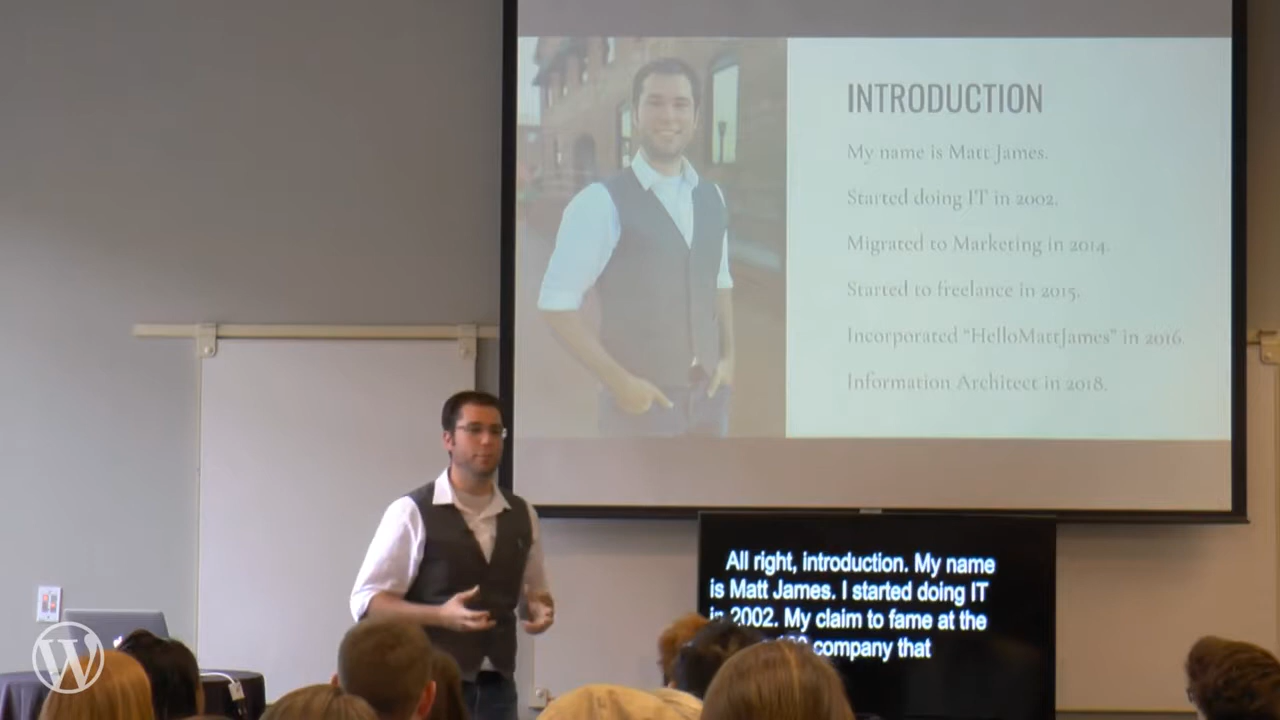 INTRODUCTION
My name is Matt James.
Started doing IT in 2002.
Migrated to Marketing in 2014.
Started to freelance in 2015.
Incorporated “HelloMattJames” in 2016.
Information Architect in 2018.
All right, introduction. My name
is Matt James. I started doing IT
in 2002. My claim to fame at the
company that